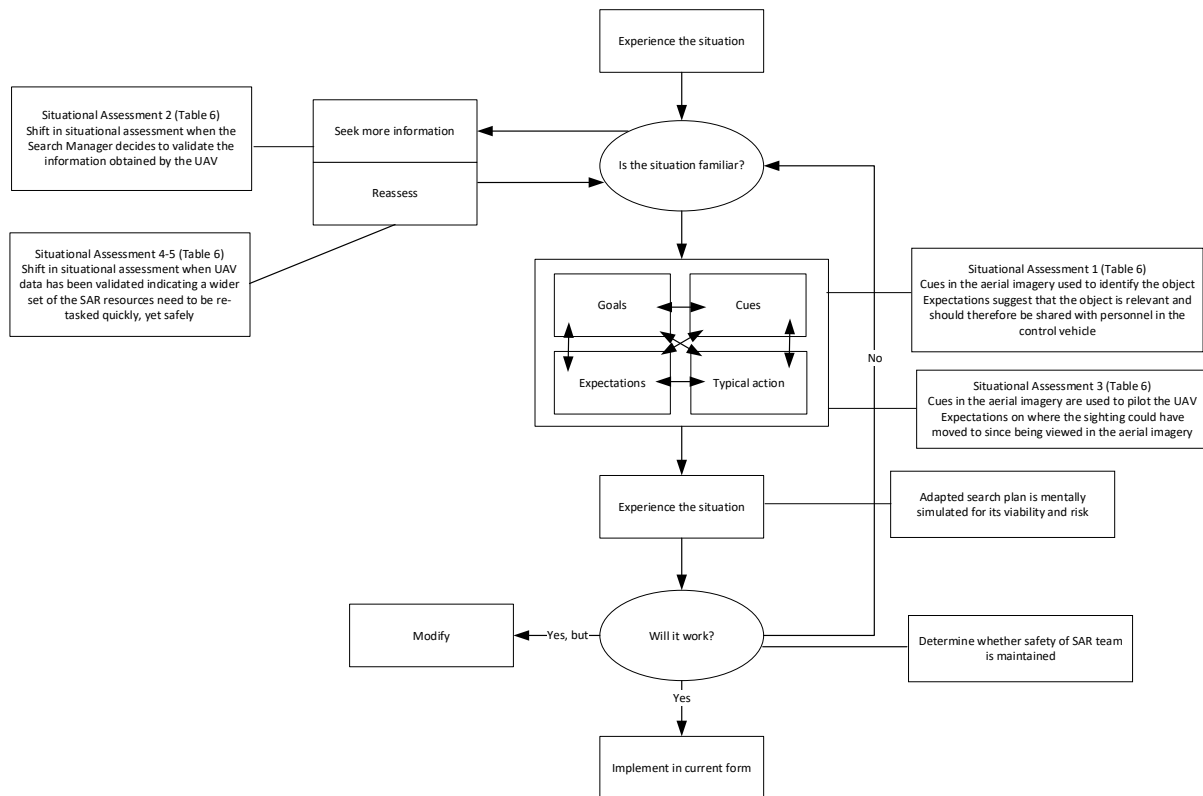 Experience the situation
Situational Assessment 2 (Table 6)
Shift in situational assessment when the
Search Manager decides to validate the
information obtained by the UAV
Seek more information
Reassess
Is the situation familiar?
Situational Assessment 4-5 (Table 6)
Shift in situational assessment when UAV
data has been validated indicating a wider
set of the SAR resources need to be re-
tasked quickly, yet safely
Goals
Cues
Expectations
Typical action
Situational Assessment 1 (Table 6)
Cues in the aerial imagery used to identify the object
Expectations suggest that the object is relevant and
should therefore be shared with personnel in the
control vehicle
No
Situational Assessment 3 (Table 6)
Cues in the aerial imagery are used to pilot the UAV
Expectations on where the sighting could have
moved to since being viewed in the aerial imagery
Experience the situation
Adapted search plan is mentally
simulated for its viability and risk
Modify
Yes, but
Will it work?
Determine whether safety of SAR team
is maintained
Yes
Implement in current form